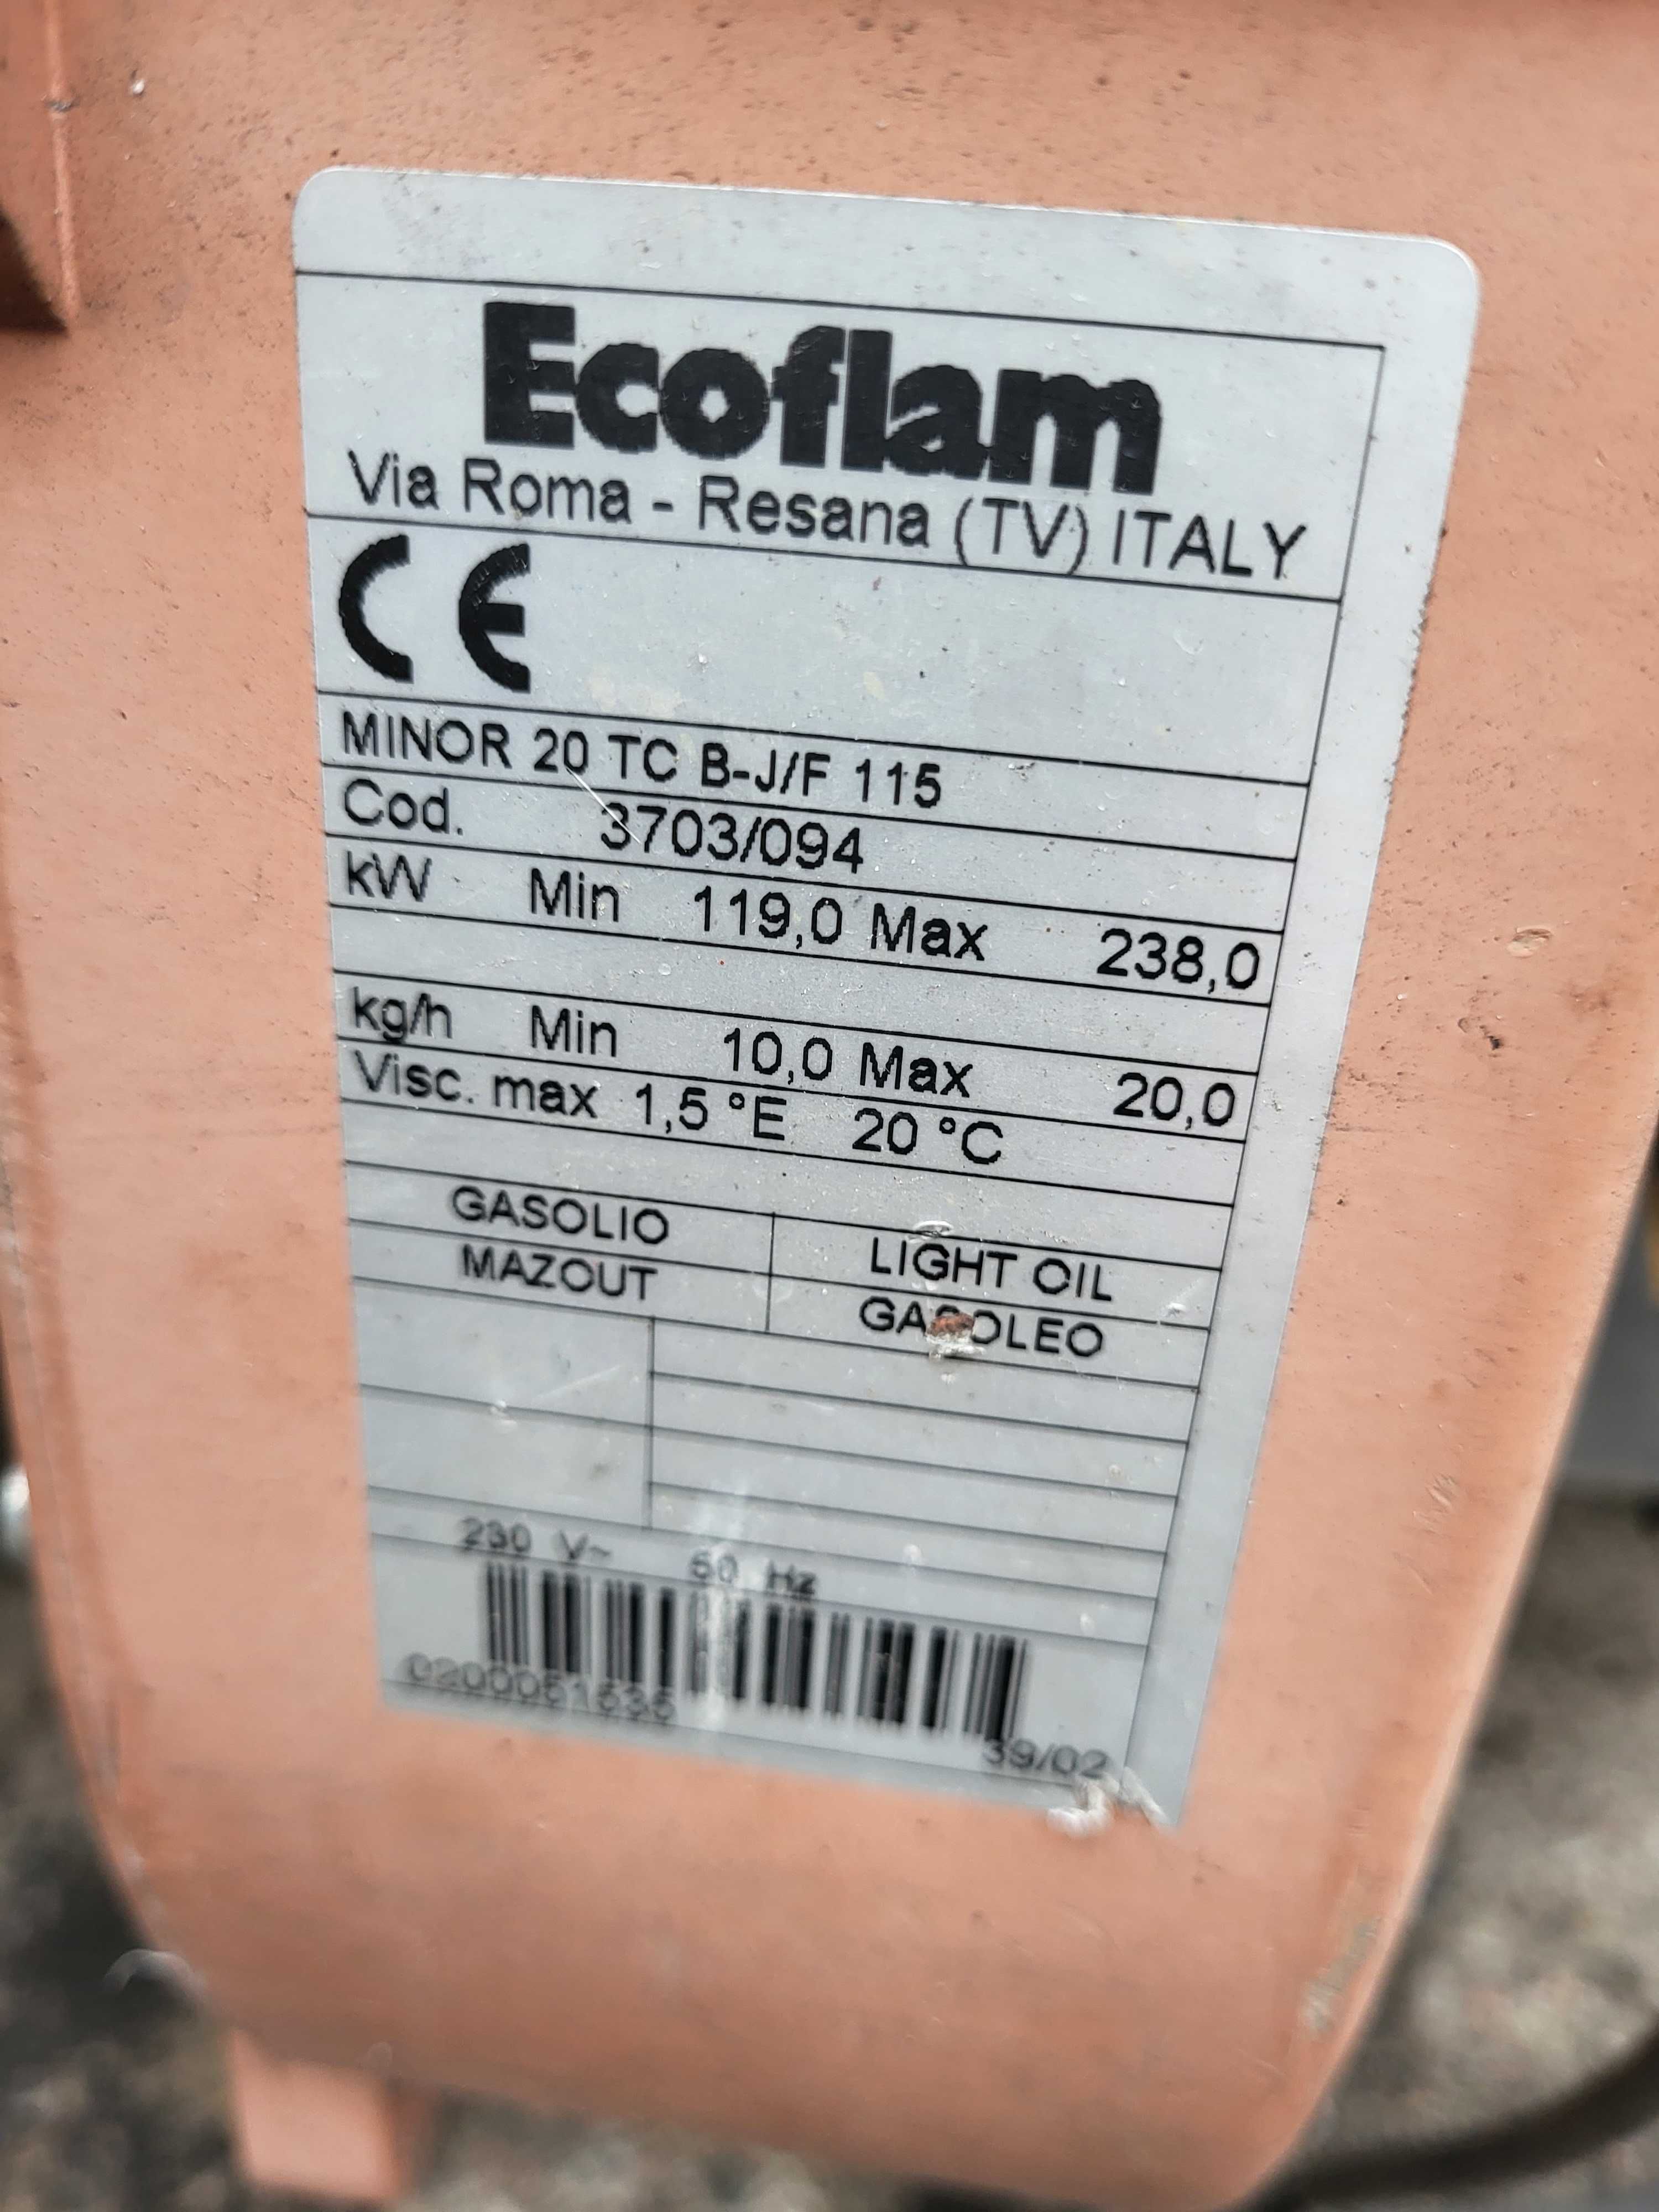 Ecoflam
Via Roma - Resana (TV) ITALY
CE
MINOR 20 TC B-J/F 115
Cod. 3703/094
kW Min 119,0 Max 238,0
kg/h Min 10,0 Max 20,0
Visc. max 1,5 °E 20 °C
GASOLIO LIGHT OIL
MAZOUT GASOLEO
230 V~ 50 Hz
0200051535
39/02